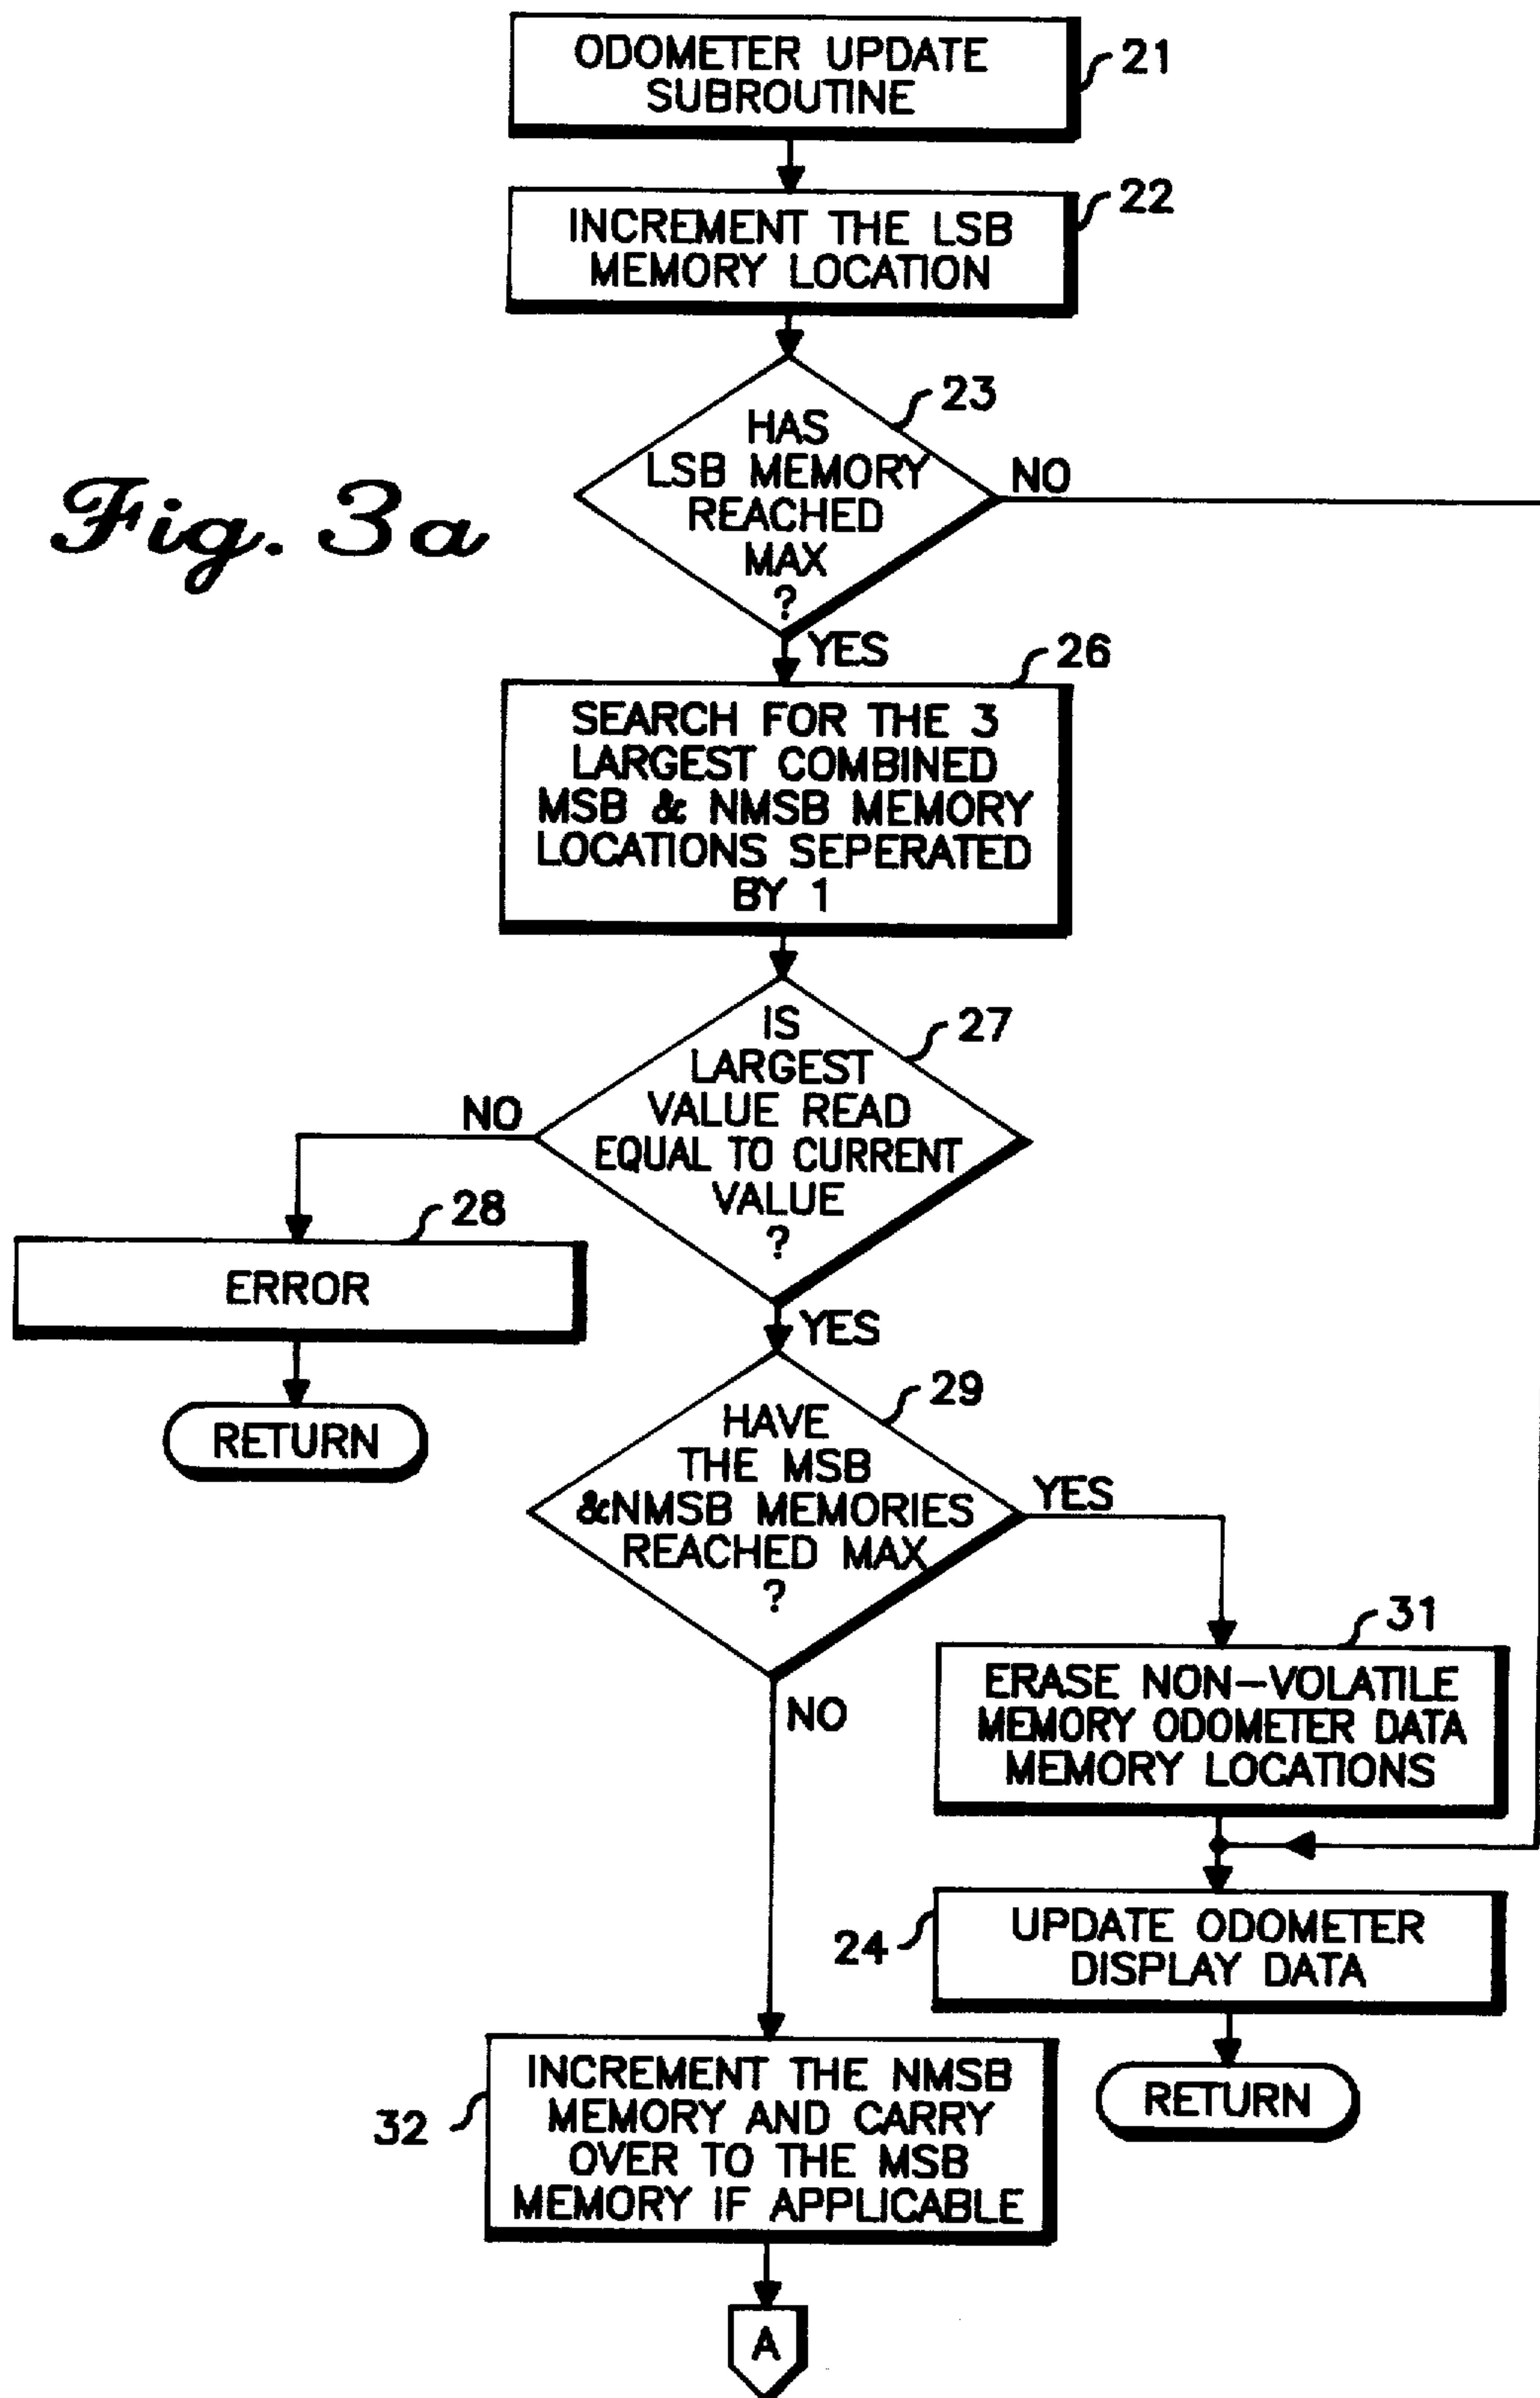 ODOMETER UPDATE
SUBROUTINE
21
INCREMENT THE LSB
MEMORY LOCATION
22
HAS
LSB MEMORY
REACHED
MAX
?
23
NO
Fig. 3a
YES
26
SEARCH FOR THE 3
LARGEST COMBINED
MSB & NMSB MEMORY
LOCATIONS SEPERATED
BY 1
IS
LARGEST
VALUE READ
EQUAL TO CURRENT
VALUE
?
27
NO
28
ERROR
RETURN
YES
29
HAVE
THE MSB
&NMSB MEMORIES
REACHED MAX
?
YES
NO
31
ERASE NON-VOLATILE
MEMORY ODOMETER DATA
MEMORY LOCATIONS
24
UPDATE ODOMETER
DISPLAY DATA
RETURN
32
INCREMENT THE NMSB
MEMORY AND CARRY
OVER TO THE MSB
MEMORY IF APPLICABLE
A